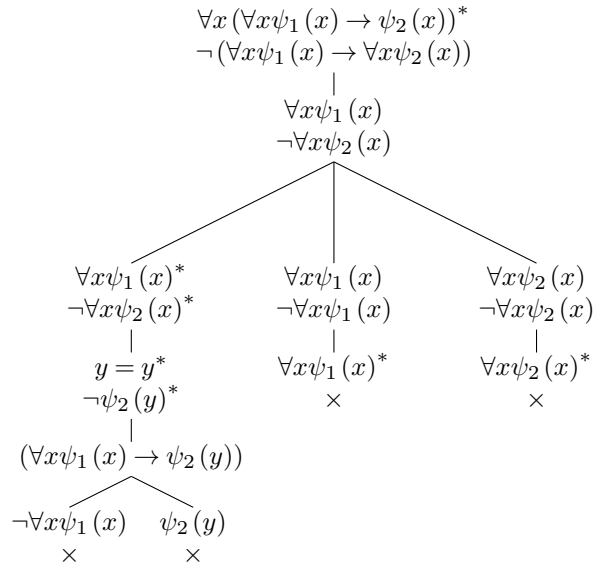 ∀x (∀xψ₁(x) → ψ₂(x))*
¬(∀xψ₁(x) → ∀xψ₂(x))
∀xψ₁(x)
¬∀xψ₂(x)
∀xψ₁(x)* ∀xψ₁(x) ∀xψ₂(x)
¬∀xψ₂(x)* ¬∀xψ₁(x) ¬∀xψ₂(x)
y = y* ∀xψ₁(x)* ∀xψ₂(x)*
¬ψ₂(y)* × ×
(∀xψ₁(x) → ψ₂(y))
¬∀xψ₁(x) ψ₂(y)
× ×